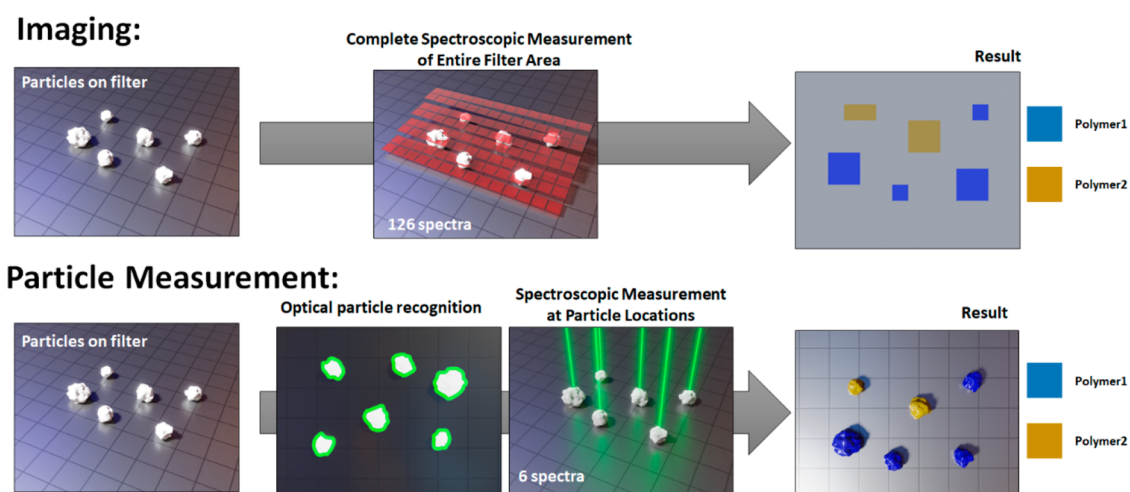 Imaging:
Particles on filter
Complete Spectroscopic Measurement
of Entire Filter Area
126 spectra
Result
Polymer1
Polymer2
Particle Measurement:
Particles on filter
Optical particle recognition
Spectroscopic Measurement
at Particle Locations
6 spectra
Result
Polymer1
Polymer2